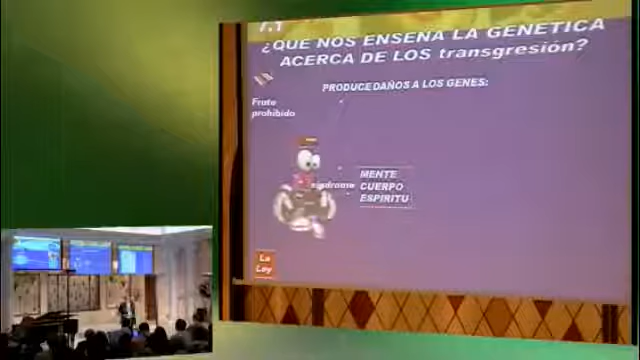 7.1
¿QUE NOS ENSEÑA LA GENETICA
ACERCA DE LOS transgresión?
PRODUCE DAÑOS A LOS GENES:
Fruto
prohibido
MENTE
síndrome CUERPO
ESPIRITU
La
Ley